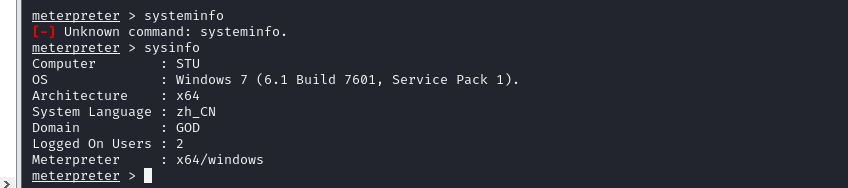 meterpreter > systeminfo
[-] Unknown command: systeminfo.
meterpreter > sysinfo
Computer        : STU
OS              : Windows 7 (6.1 Build 7601, Service Pack 1).
Architecture    : x64
System Language : zh_CN
Domain          : GOD
Logged On Users : 2
Meterpreter     : x64/windows
meterpreter >